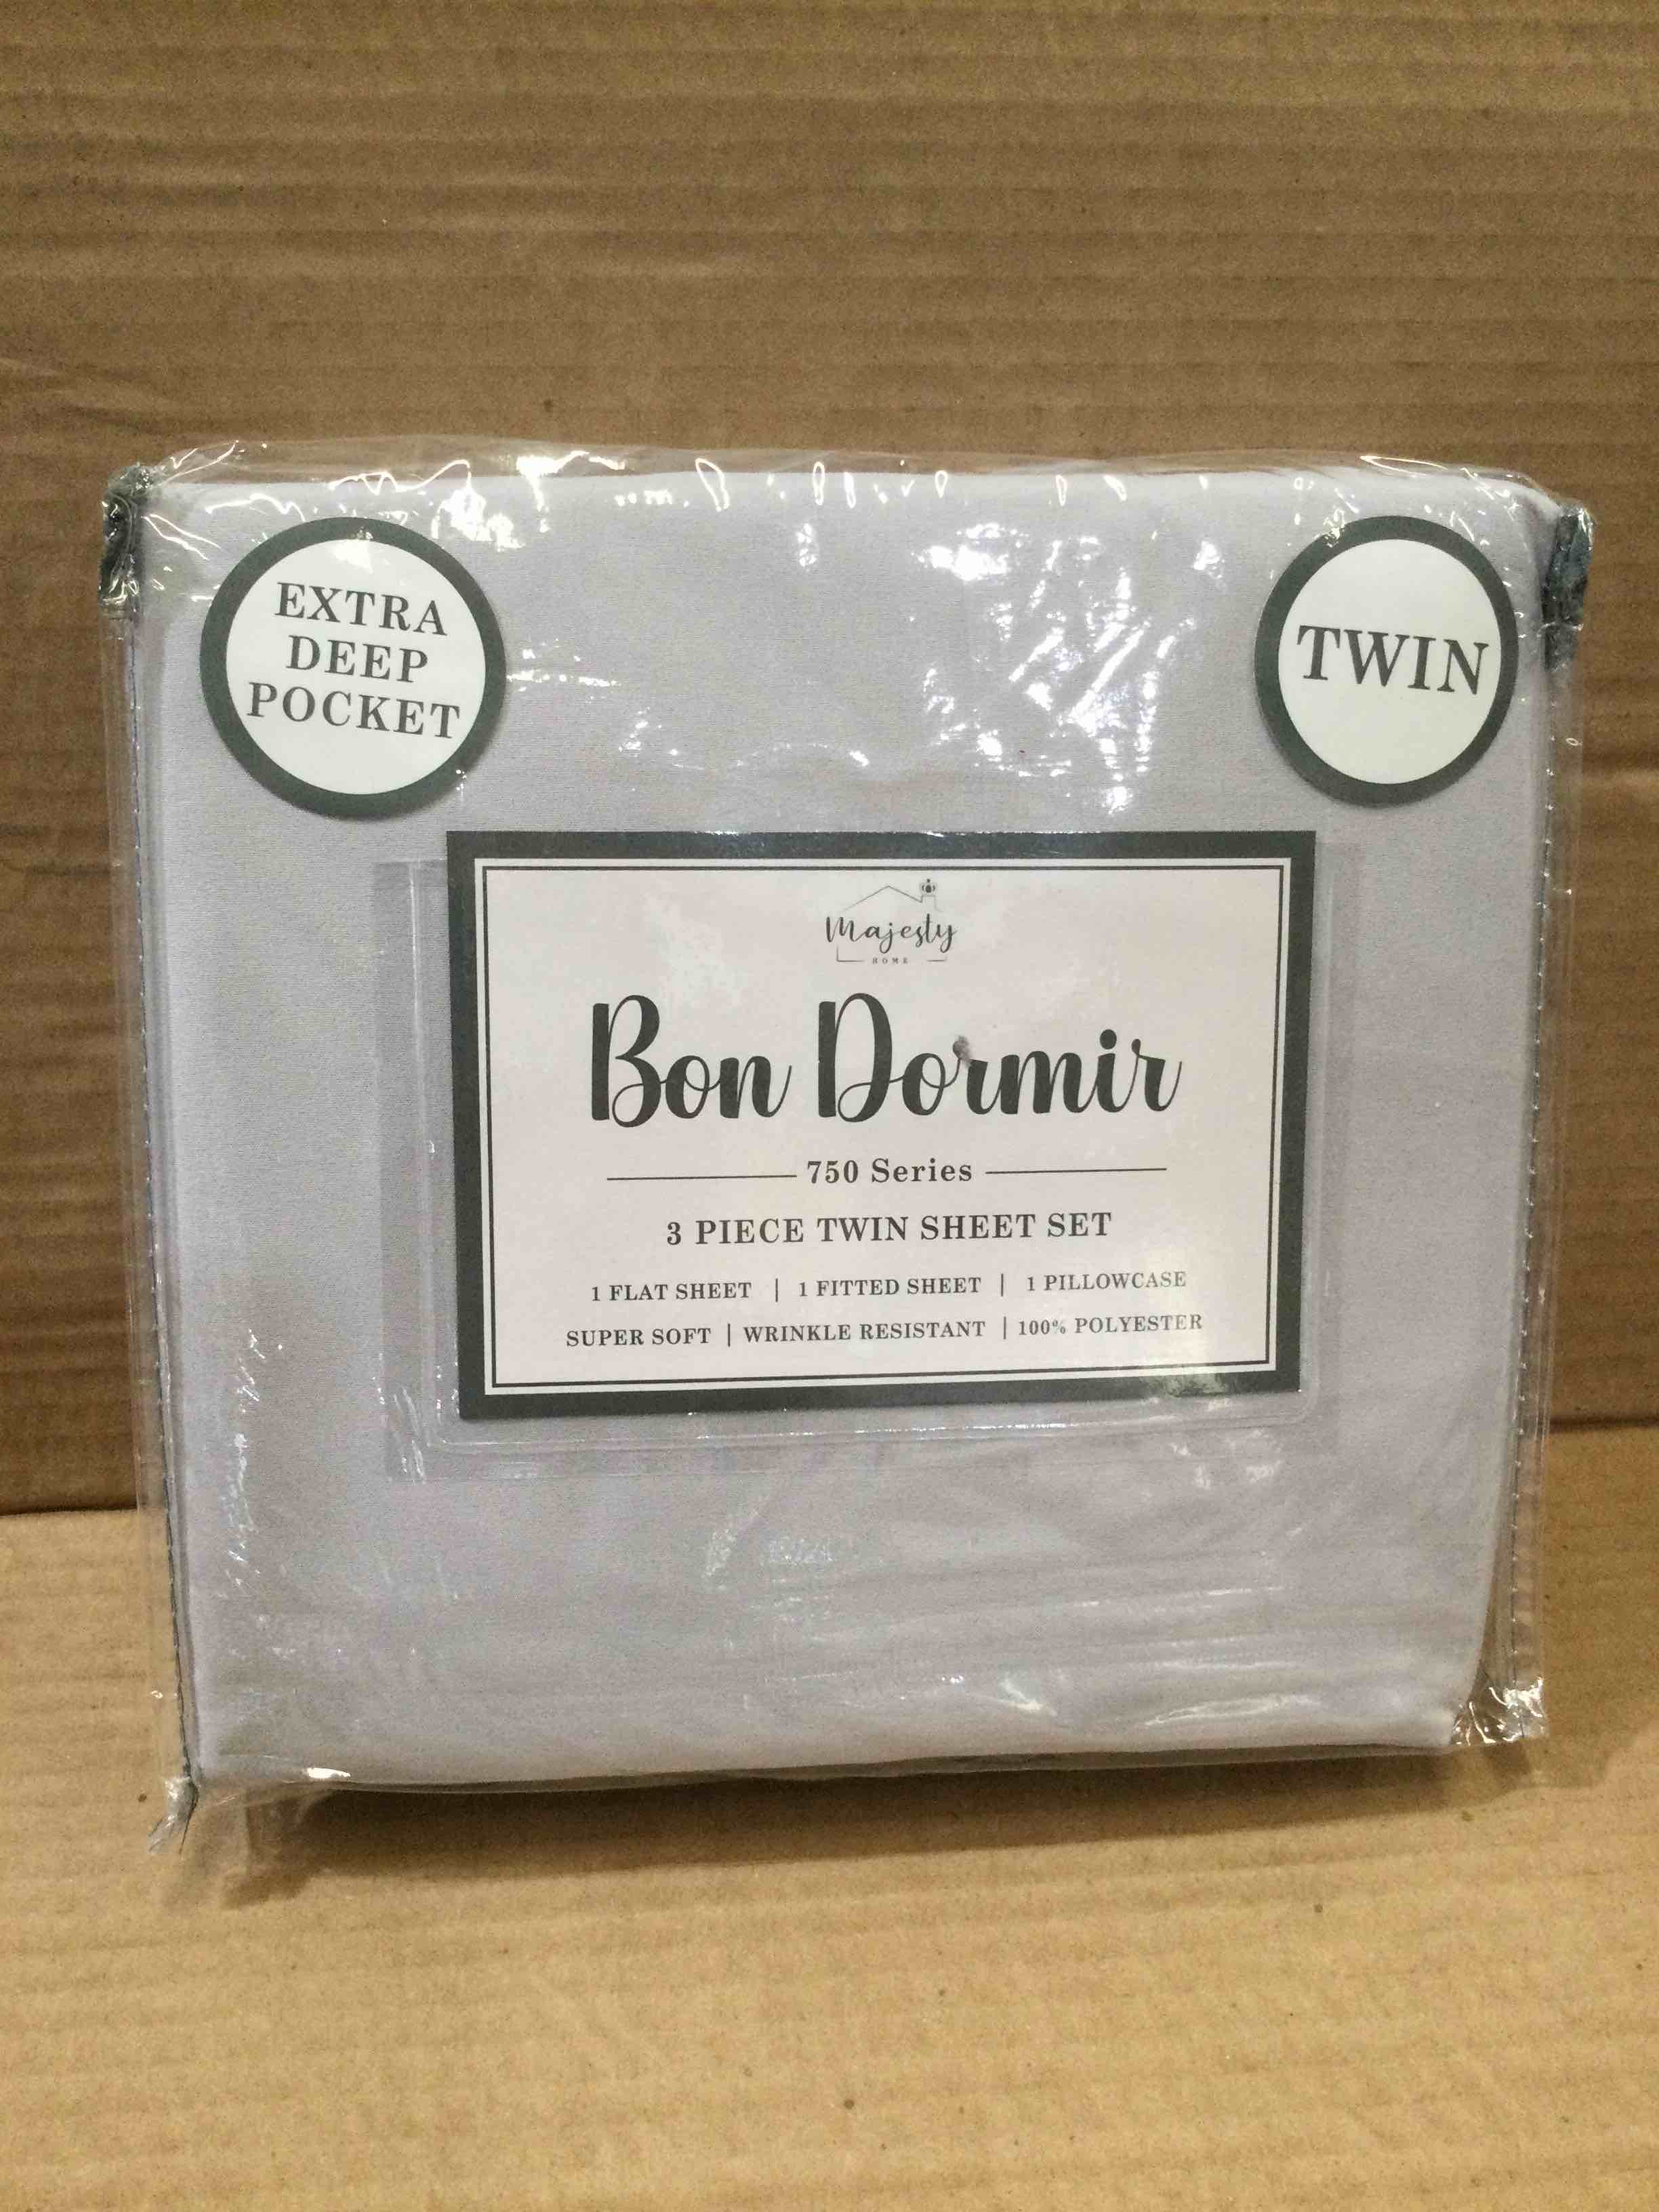 EXTRA
DEEP
POCKET
TWIN
Majesty
HOME
Bon Dormir
750 Series
3 PIECE TWIN SHEET SET
1 FLAT SHEET | 1 FITTED SHEET | 1 PILLOWCASE
SUPER SOFT | WRINKLE RESISTANT | 100% POLYESTER